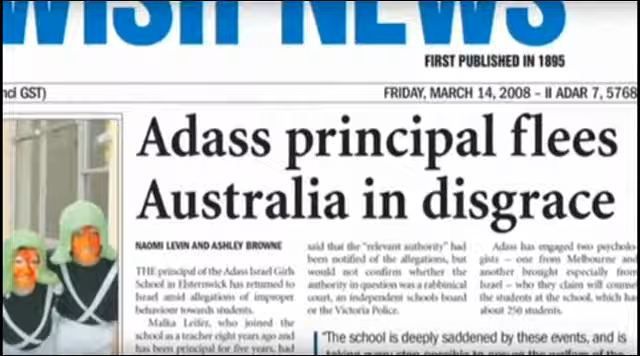 WISH NEWS
FIRST PUBLISHED IN 1895
ncl GST)
FRIDAY, MARCH 14, 2008 – II ADAR 7, 5768
Adass principal flees
Australia in disgrace
NAOMI LEVIN AND ASHLEY BROWNE
THE principal of the Adass Israel Girls
School in Elsternwick has returned to
Israel amid allegations of improper
behaviour towards students.
Malka Leifer, who joined the
school as a teacher eight years ago and
has been principal for five years, had
said that the "relevant authority" had
been notified of the allegations, but
would not confirm whether the
authority in question was a rabbinical
court, an independent schools board
or the Victoria Police.
Adass has engaged two psycholo-
gists – one from Melbourne and
another brought especially from
Israel – who they claim will counsel
the students at the school, which ha
about 250 students.
"The school is deeply saddened by these events, and is